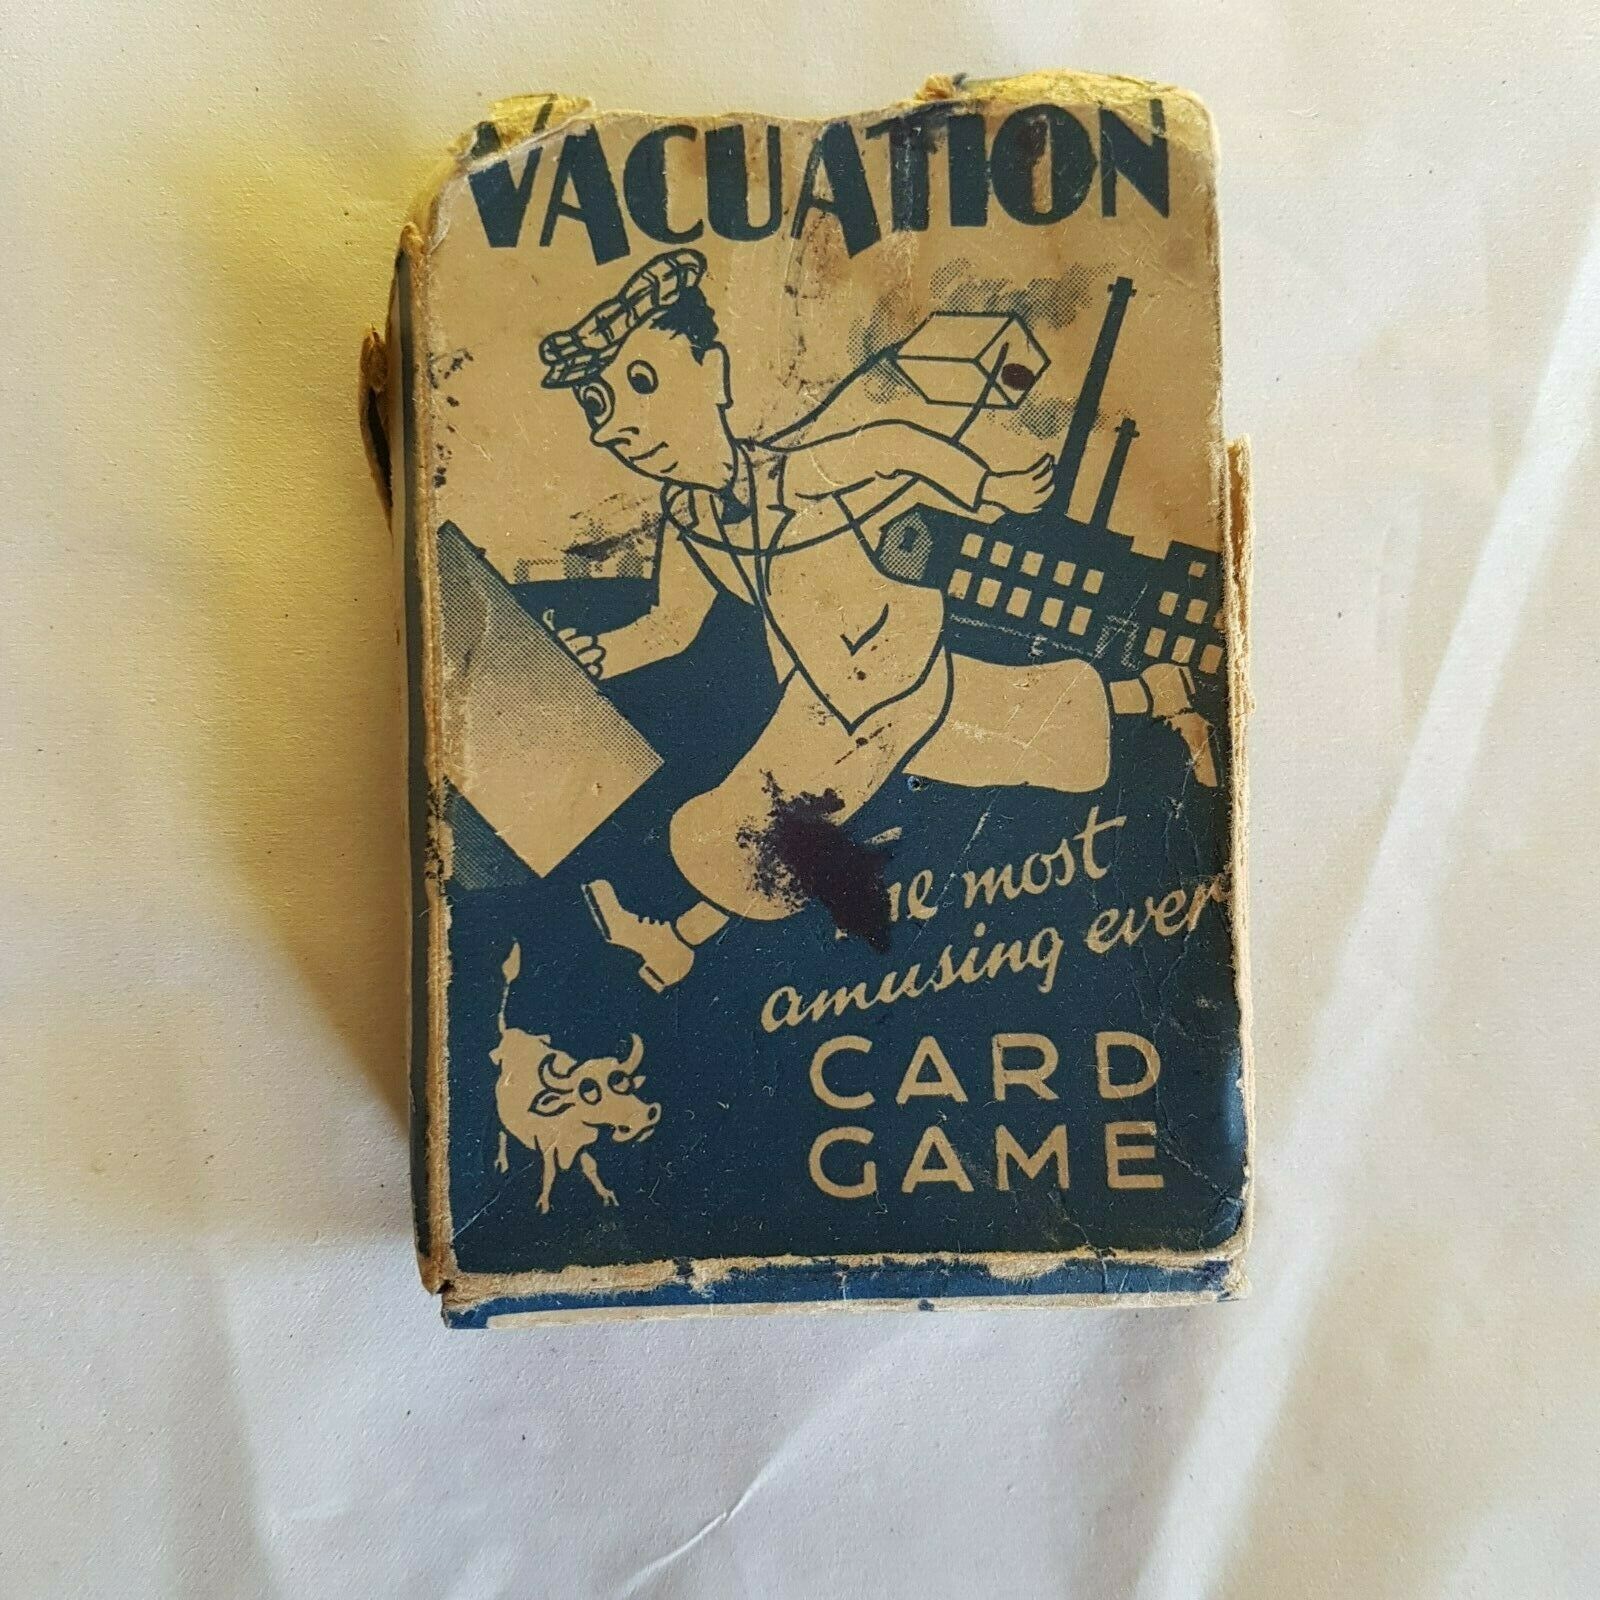 VACUATION
most
amusing ever
CARD
GAME